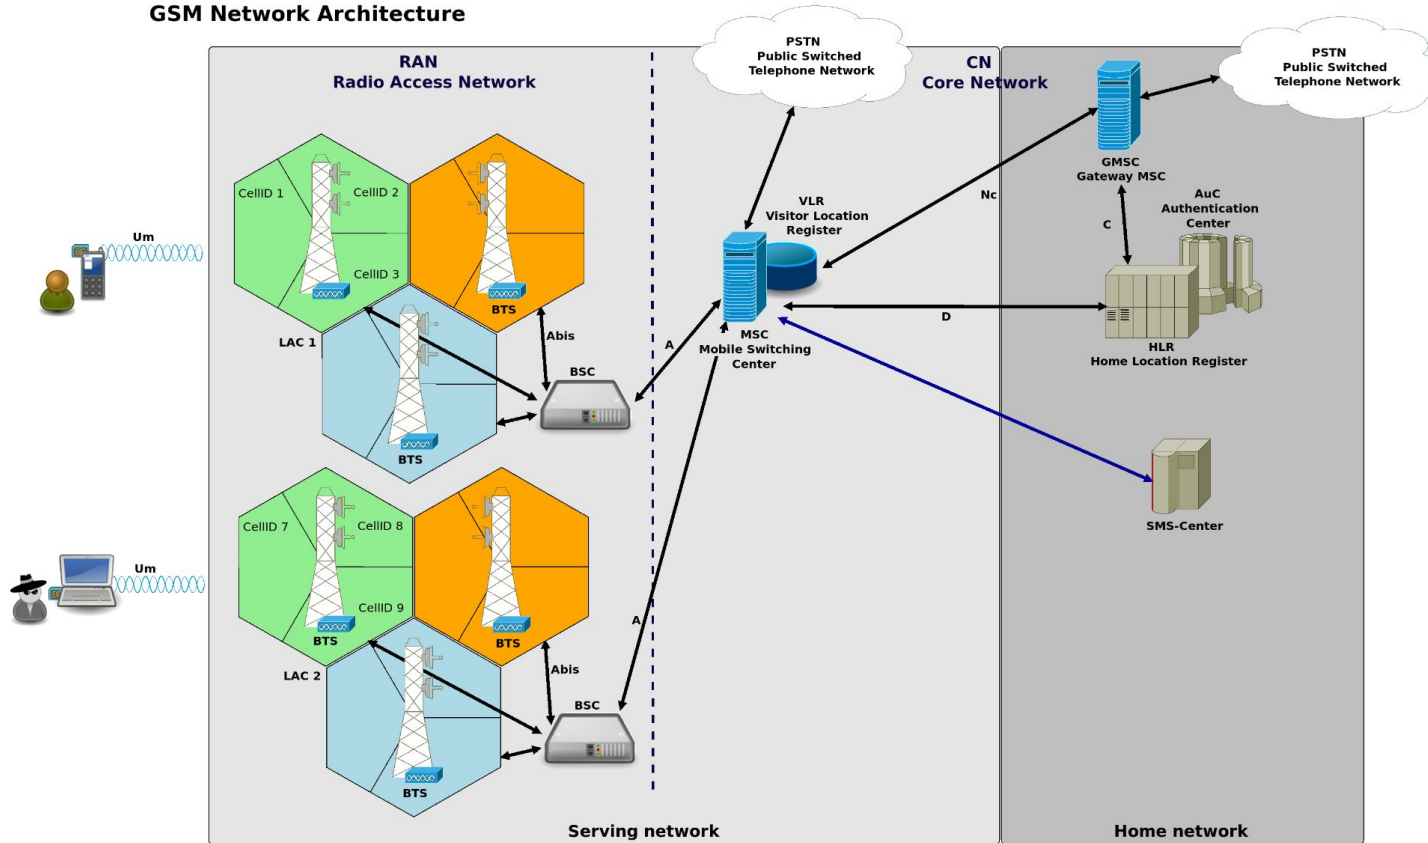 GSM Network Architecture
RAN
Radio Access Network
PSTN
Public Switched
Telephone Network
CN
Core Network
PSTN
Public Switched
Telephone Network
GMSC
Gateway MSC
CellID 1
CellID 2
CellID 3
Um
VLR
Visitor Location
Register
Nc
C
AuC
Authentication
Center
BTS
LAC 1
Abis
A
MSC
Mobile Switching
Center
D
HLR
Home Location Register
BSC
BTS
CellID 7
CellID 8
CellID 9
SMS-Center
Um
BTS
BTS
A
LAC 2
Abis
BSC
BTS
Serving network
Home network